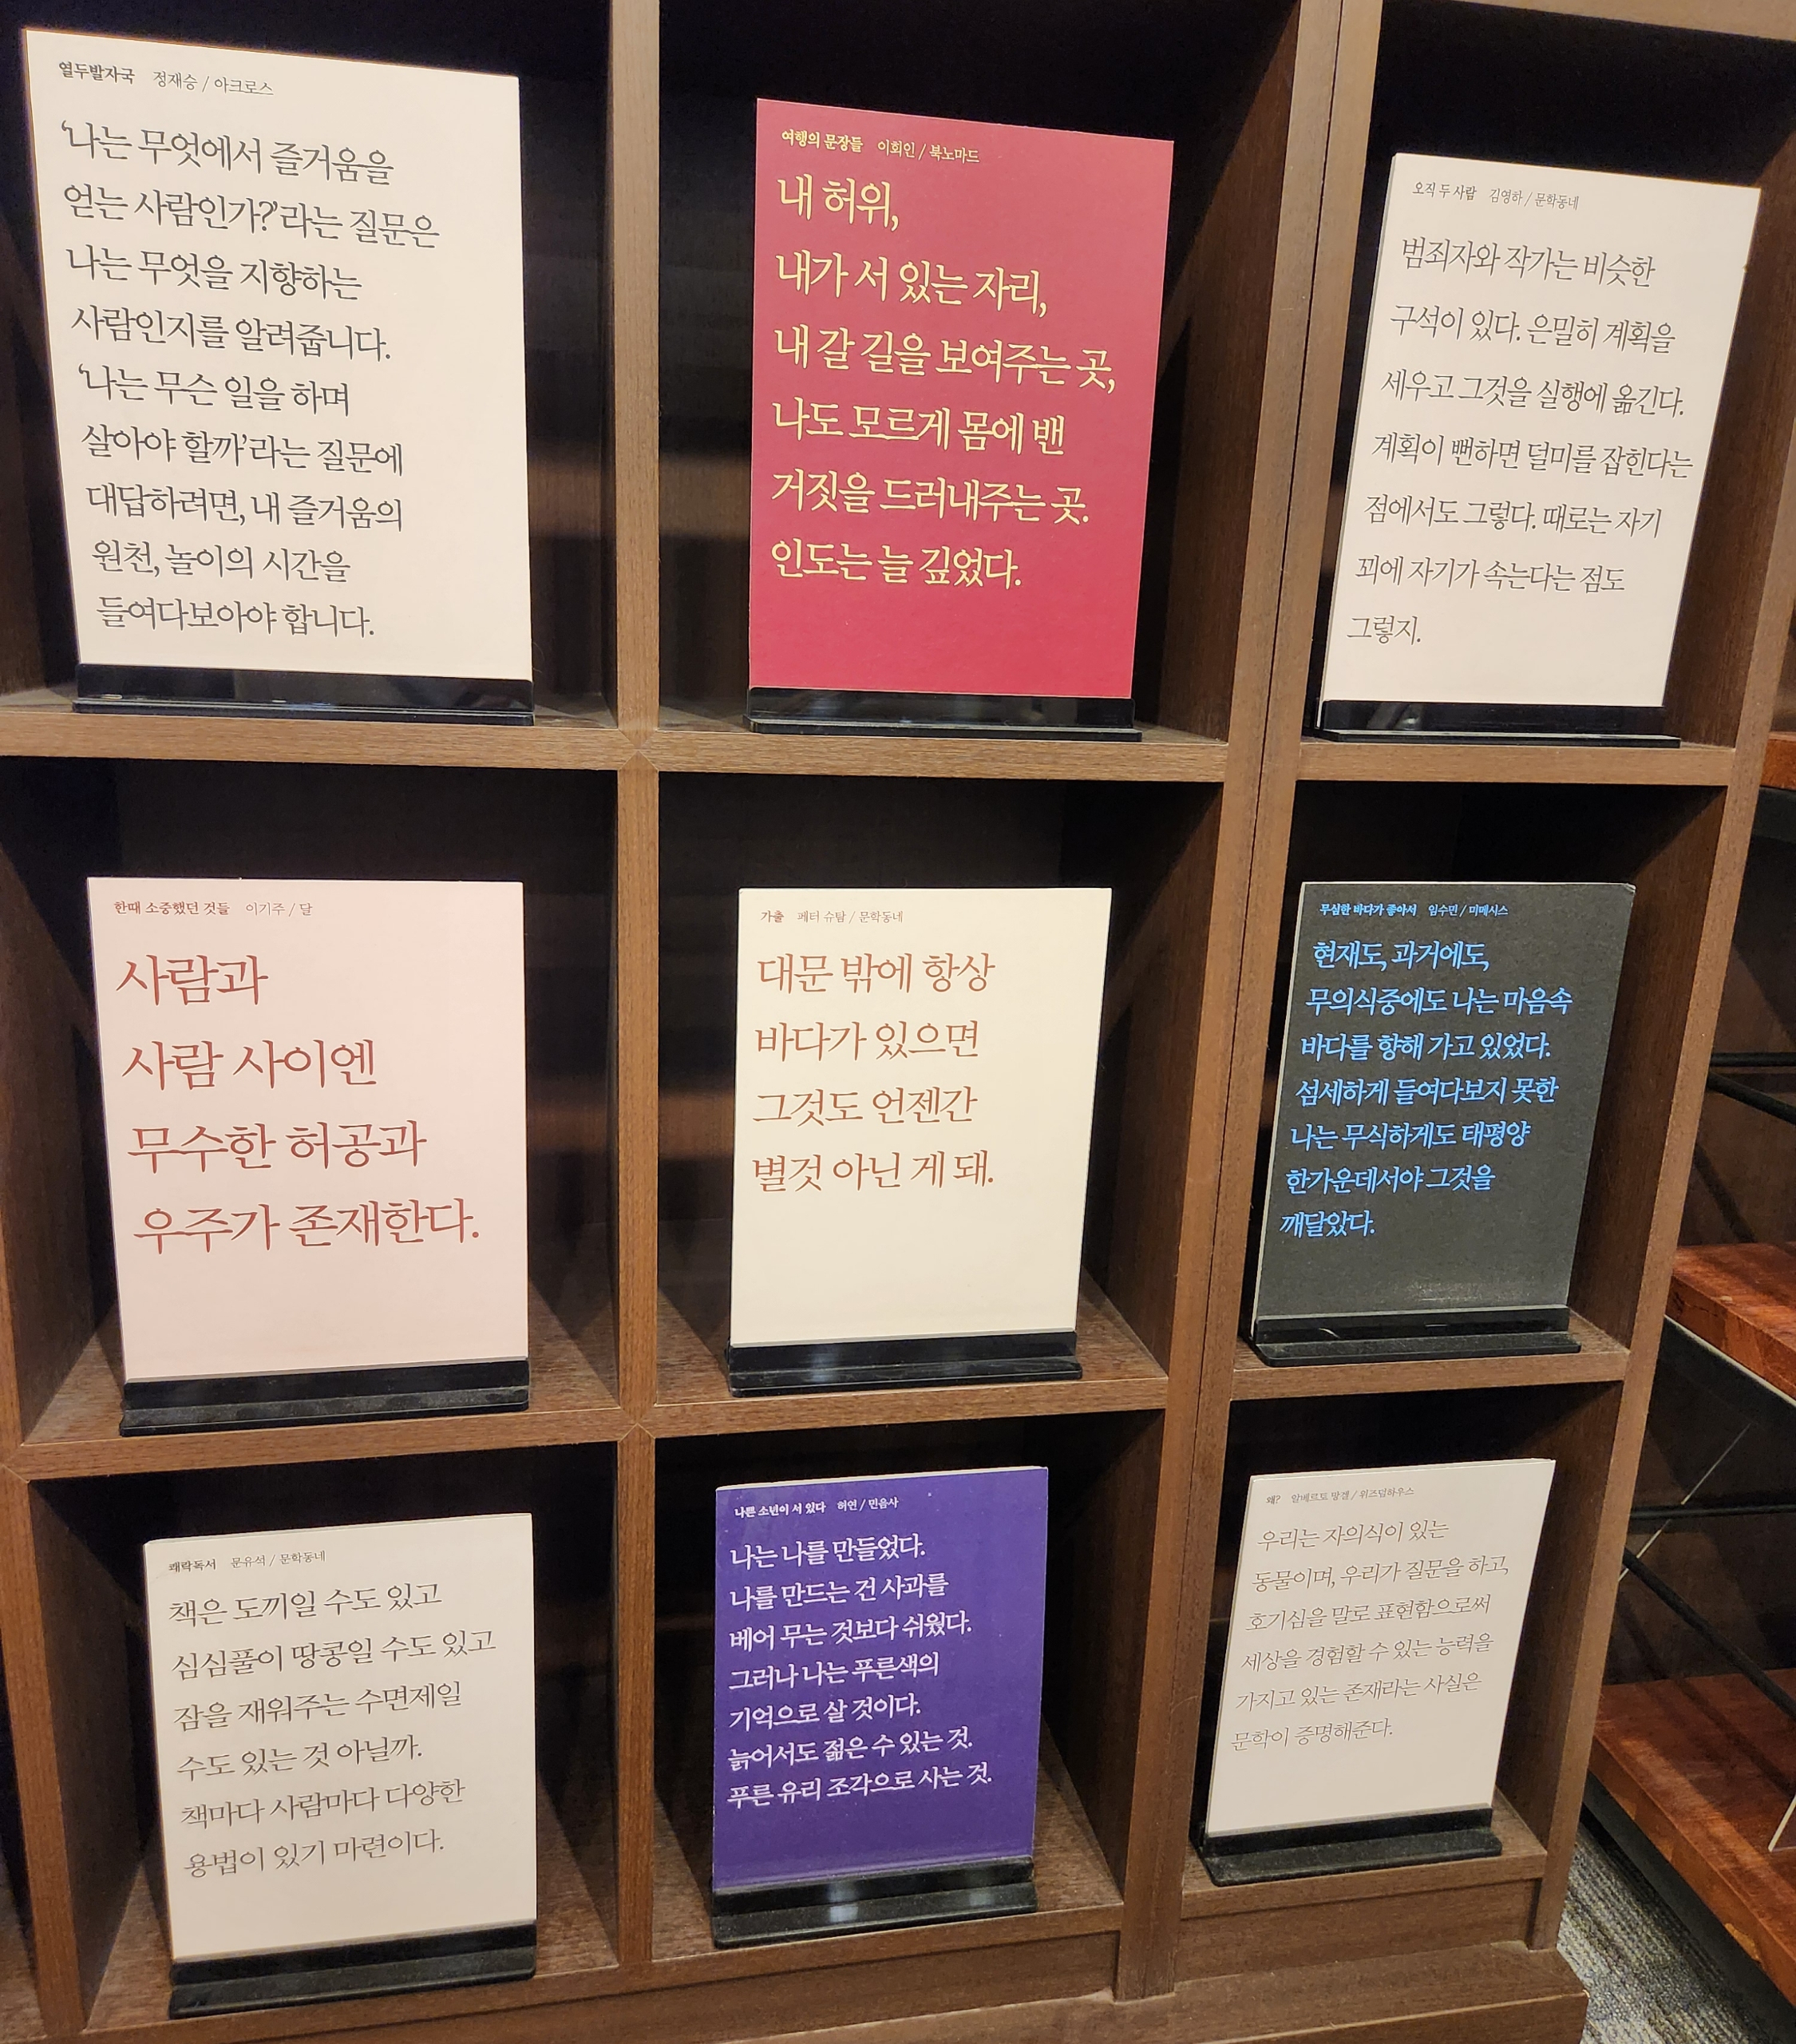 열두발자국 정재승 / 아크로스
‘나는 무엇에서 즐거움을
얻는 사람인가?’라는 질문은
나는 무엇을 지향하는
사람인지를 알려줍니다.
‘나는 무슨 일을 하며
살아야 할까’라는 질문에
대답하려면, 내 즐거움의
원천, 놀이의 시간을
들여다보아야 합니다.
여행의 문장들 이희인 / 북노마드
내 허위,
내가 서 있는 자리,
내 갈 길을 보여주는 곳,
나도 모르게 몸에 밴
거짓을 드러내주는 곳.
인도는 늘 깊었다.
오직 두 사람 김영하 / 문학동네
범죄자와 작가는 비슷한
구석이 있다. 은밀히 계획을
세우고 그것을 실행에 옮긴다.
계획이 뻔하면 덜미를 잡힌다는
점에서도 그렇다. 때로는 자기
꾀에 자기가 속는다는 점도
그렇지.
한때 소중했던 것들 이기주 / 달
사람과
사람 사이엔
무수한 허공과
우주가 존재한다.
가출 페터 슈탐 / 문학동네
대문 밖에 항상
바다가 있으면
그것도 언젠간
별것 아닌 게 돼.
무심한 바다가 좋아서 임수민 / 미메시스
현재도, 과거에도,
무의식중에도 나는 마음속
바다를 향해 가고 있었다.
섬세하게 들여다보지 못한
나는 무식하게도 태평양
한가운데서야 그것을
깨달았다.
쾌락독서 문유석 / 문학동네
책은 도끼일 수도 있고
심심풀이 땅콩일 수도 있고
잠을 재워주는 수면제일
수도 있는 것 아닐까.
책마다 사람마다 다양한
용법이 있기 마련이다.
나쁜 소년이 서 있다 허연 / 민음사
나는 나를 만들었다.
나를 만드는 건 사과를
베어 무는 것보다 쉬웠다.
그러나 나는 푸른색의
기억으로 살 것이다.
늙어서도 젊은 수 있는 것.
푸른 유리 조각으로 사는 것.
왜? 알베르토 망겔 / 위즈덤하우스
우리는 자의식이 있는
동물이며, 우리가 질문을 하고,
호기심을 말로 표현함으로써
세상을 경험할 수 있는 능력을
가지고 있는 존재라는 사실은
문학이 증명해준다.